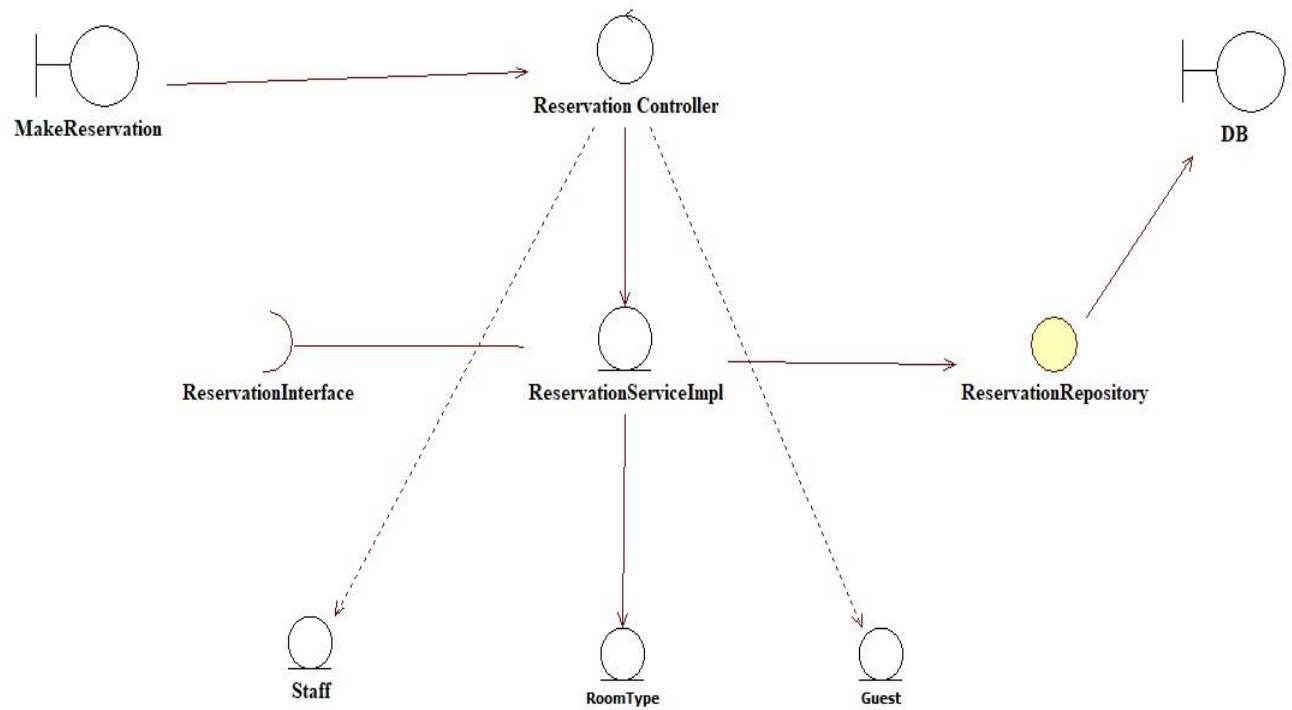 MakeReservation
Reservation Controller
DB
ReservationInterface
ReservationServiceImpl
ReservationRepository
Staff
RoomType
Guest